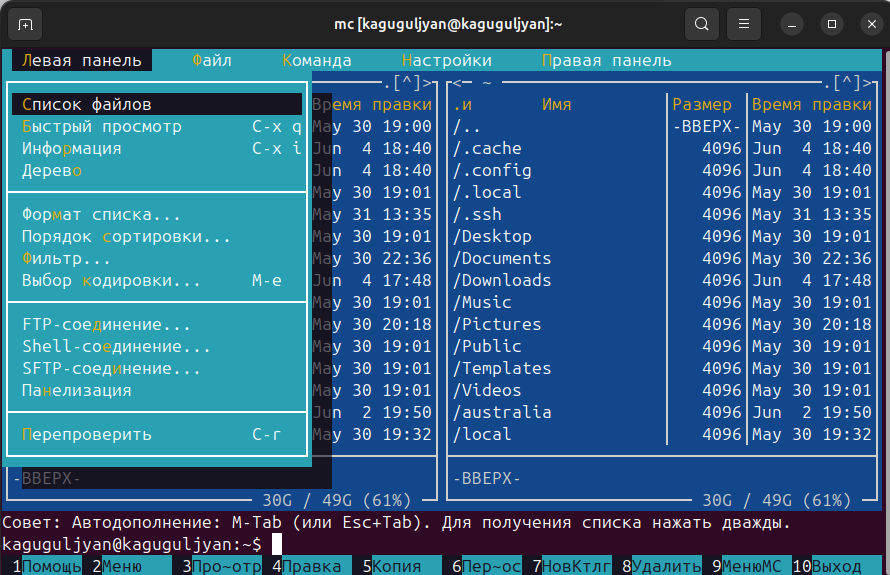 mc [kaguguljyan@kaguguljyan]:~
Левая панель Файл Команда Настройки Правая панель
.[^]> <─ ~ .[^]>
Список файлов Время правки .и Имя Размер Время правки
Быстрый просмотр C-x q May 30 19:00 /.. -ВВЕРХ- May 30 19:00
Информация C-x i Jun 4 18:40 /.cache 4096 Jun 4 18:40
Дерево Jun 4 18:40 /.config 4096 Jun 4 18:40
May 30 19:01 /.local 4096 May 30 19:01
Формат списка... May 31 13:35 /.ssh 4096 May 31 13:35
Порядок сортировки... May 30 19:01 /Desktop 4096 May 30 19:01
Фильтр... May 30 22:36 /Documents 4096 May 30 22:36
Выбор кодировки... M-e Jun 4 17:48 /Downloads 4096 Jun 4 17:48
May 30 19:01 /Music 4096 May 30 19:01
FTP-соединение... May 30 20:18 /Pictures 4096 May 30 20:18
Shell-соединение... May 30 19:01 /Public 4096 May 30 19:01
SFTP-соединение... May 30 19:01 /Templates 4096 May 30 19:01
Панелизация May 30 19:01 /Videos 4096 May 30 19:01
Jun 2 19:50 /australia 4096 Jun 2 19:50
Перепроверить C-r May 30 19:32 /local 4096 May 30 19:32
-ВВЕРХ- -ВВЕРХ-
30G / 49G (61%) 30G / 49G (61%)
Совет: Автодополнение: M-Tab (или Esc+Tab). Для получения списка нажать дважды.
kaguguljyan@kaguguljyan:~$
1Помощь 2Меню 3Про~отр 4Правка 5Копия 6Пер~ос 7НовКтлг 8Удалить 9МенюMC 10Выход